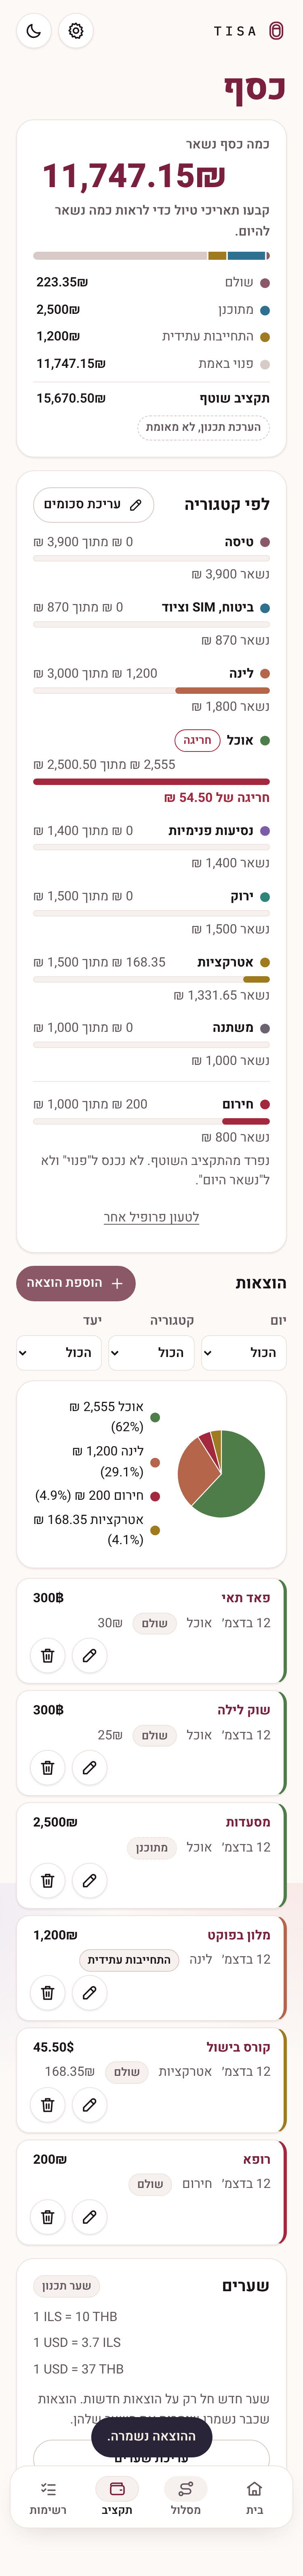 TISA
כסף
כמה כסף נשאר
11,747.15₪
קבעו תאריכי טיול כדי לראות כמה נשאר
להיום.
שולם 223.35₪
מתוכנן 2,500₪
התחייבות עתידית 1,200₪
פנוי באמת 11,747.15₪
תקציב שוטף 15,670.50₪
הערכת תכנון, לא מאומת
לפי קטגוריה
עריכת סכומים
טיסה 0 ₪ מתוך 3,900 ₪
נשאר 3,900 ₪
ביטוח, SIM וציוד 0 ₪ מתוך 870 ₪
נשאר 870 ₪
לינה 1,200 ₪ מתוך 3,000 ₪
נשאר 1,800 ₪
אוכל חריגה
2,555 ₪ מתוך 2,500.50 ₪
חריגה של 54.50 ₪
נסיעות פנימיות 0 ₪ מתוך 1,400 ₪
נשאר 1,400 ₪
ירוק 0 ₪ מתוך 1,500 ₪
נשאר 1,500 ₪
אטרקציות 168.35 ₪ מתוך 1,500 ₪
נשאר 1,331.65 ₪
משתנה 0 ₪ מתוך 1,000 ₪
נשאר 1,000 ₪
חירום 200 ₪ מתוך 1,000 ₪
נשאר 800 ₪
נפרד מהתקציב השוטף. לא נכנס ל"פנוי" ולא
ל"נשאר היום".
לטעון פרופיל אחר
הוצאות
הוספת הוצאה
יום קטגוריה יעד
הכול הכול הכול
אוכל 2,555 ₪
(62%)
לינה 1,200 ₪
(29.1%)
חירום 200 ₪ (4.9%)
אטרקציות 168.35 ₪
(4.1%)
פאד תאי 300฿
12 בדצמ׳ אוכל שולם 30₪
שוק לילה 300฿
12 בדצמ׳ אוכל שולם 25₪
מסעדות 2,500₪
12 בדצמ׳ אוכל מתוכנן
מלון בפוקט 1,200₪
12 בדצמ׳ לינה התחייבות עתידית
קורס בישול 45.50$
12 בדצמ׳ אטרקציות שולם 168.35₪
רופא 200₪
12 בדצמ׳ חירום שולם
שערים
שער תכנון
1 ILS = 10 THB
1 USD = 3.7 ILS
1 USD = 37 THB
שער חדש חל רק על הוצאות חדשות. הוצאות
שכבר נשמרו שלהן.
ההוצאה נשמרה.
עריכת שערים
בית
מסלול
תקציב
רשימות